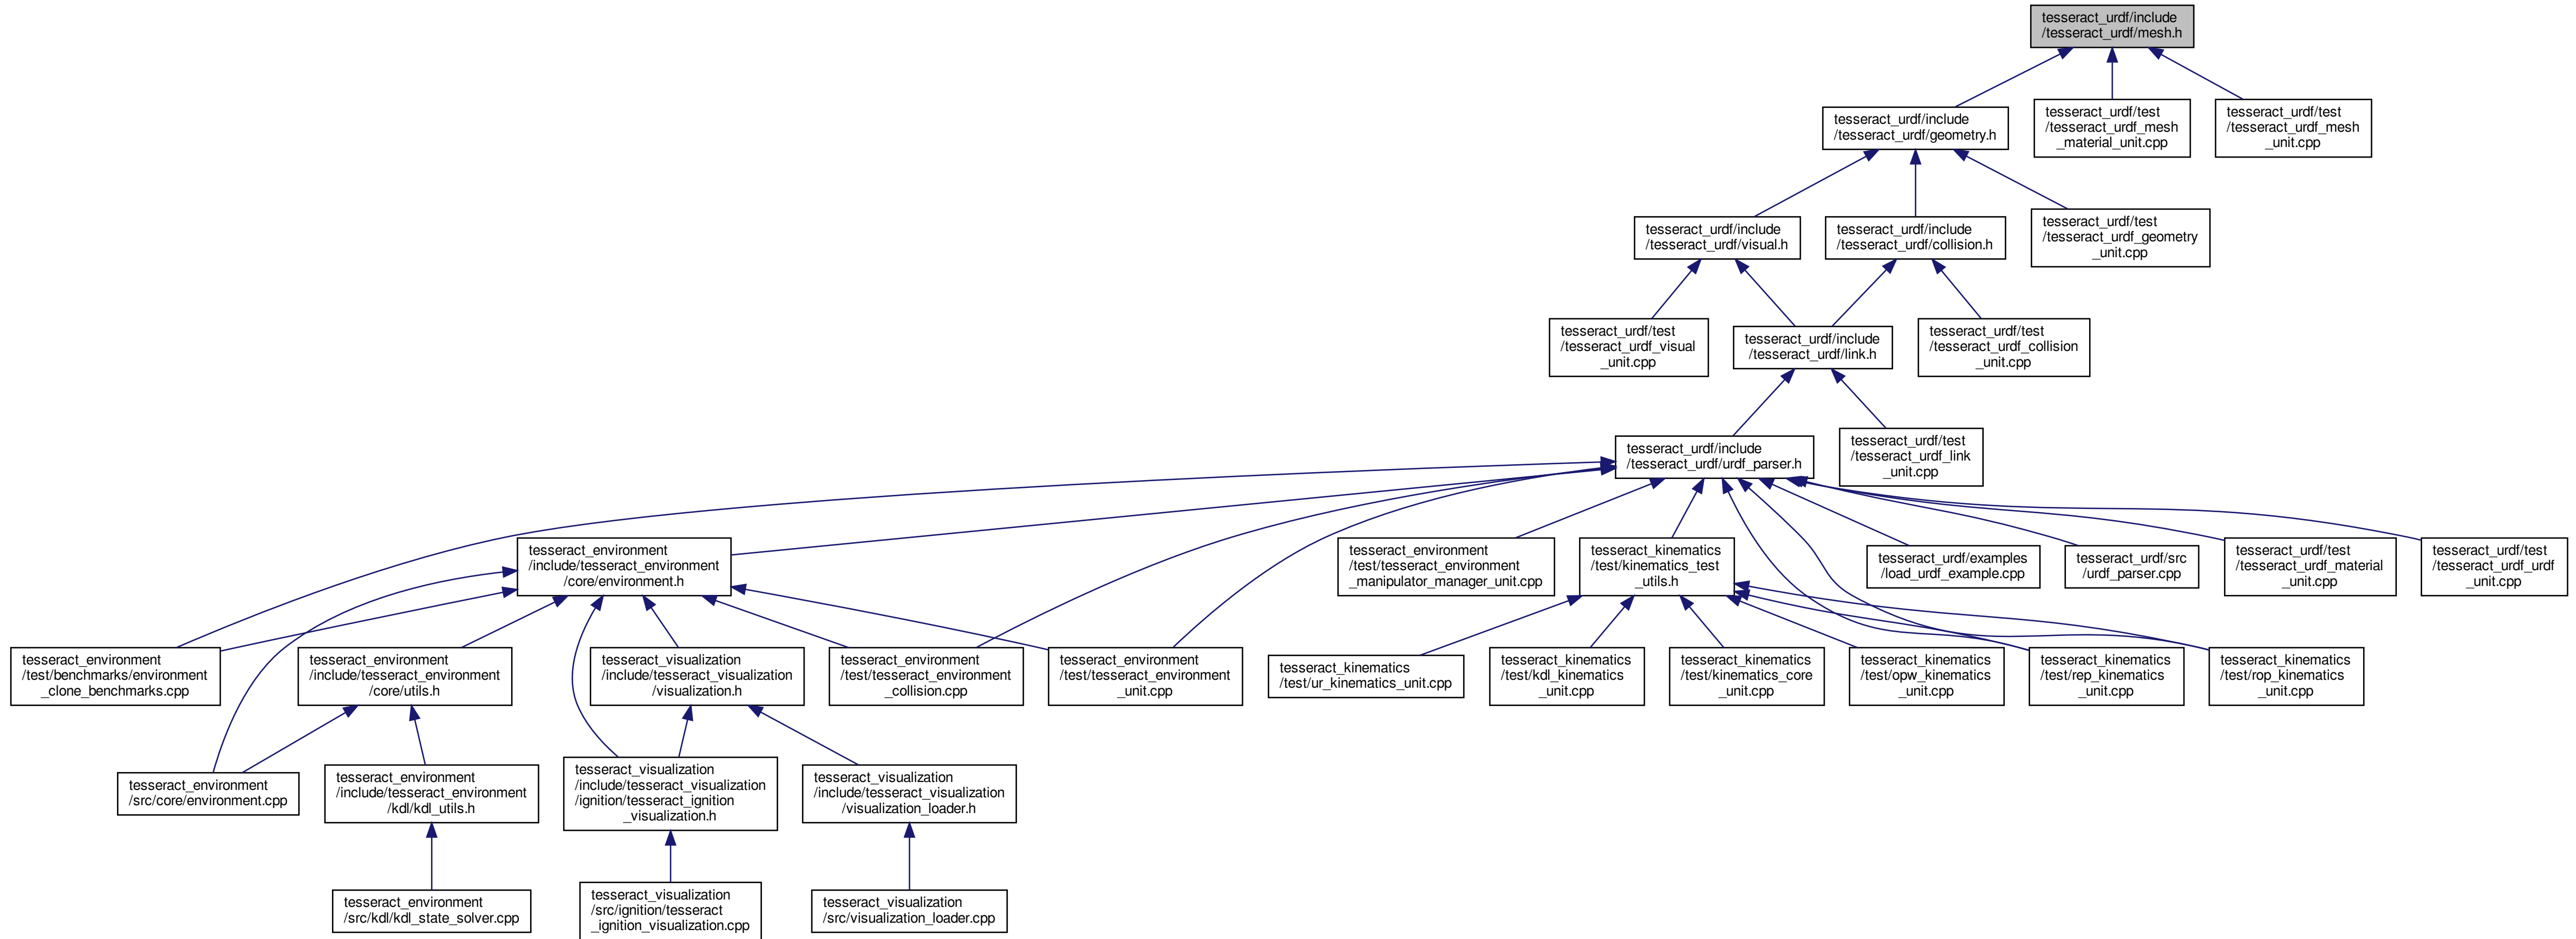 tesseract_urdf/include
/tesseract_urdf/mesh.h
tesseract_urdf/include
/tesseract_urdf/geometry.h
tesseract_urdf/test
/tesseract_urdf_mesh
_material_unit.cpp
tesseract_urdf/test
/tesseract_urdf_mesh
_unit.cpp
tesseract_urdf/include
/tesseract_urdf/visual.h
tesseract_urdf/include
/tesseract_urdf/collision.h
tesseract_urdf/test
/tesseract_urdf_geometry
_unit.cpp
tesseract_urdf/test
/tesseract_urdf_visual
_unit.cpp
tesseract_urdf/include
/tesseract_urdf/link.h
tesseract_urdf/test
/tesseract_urdf_collision
_unit.cpp
tesseract_urdf/include
/tesseract_urdf/urdf_parser.h
tesseract_urdf/test
/tesseract_urdf_link
_unit.cpp
tesseract_environment
/include/tesseract_environment
/core/environment.h
tesseract_environment
/test/tesseract_environment
_manipulator_manager_unit.cpp
tesseract_kinematics
/test/kinematics_test
_utils.h
tesseract_urdf/examples
/load_urdf_example.cpp
tesseract_urdf/src
/urdf_parser.cpp
tesseract_urdf/test
/tesseract_urdf_material
_unit.cpp
tesseract_urdf/test
/tesseract_urdf_urdf
_unit.cpp
tesseract_environment
/test/benchmarks/environment
_clone_benchmarks.cpp
tesseract_environment
/include/tesseract_environment
/core/utils.h
tesseract_visualization
/include/tesseract_visualization
/visualization.h
tesseract_environment
/test/tesseract_environment
_collision.cpp
tesseract_environment
/test/tesseract_environment
_unit.cpp
tesseract_kinematics
/test/ur_kinematics_unit.cpp
tesseract_kinematics
/test/kdl_kinematics
_unit.cpp
tesseract_kinematics
/test/kinematics_core
_unit.cpp
tesseract_kinematics
/test/opw_kinematics
_unit.cpp
tesseract_kinematics
/test/rep_kinematics
_unit.cpp
tesseract_kinematics
/test/rop_kinematics
_unit.cpp
tesseract_environment
/src/core/environment.cpp
tesseract_environment
/include/tesseract_environment
/kdl/kdl_utils.h
tesseract_visualization
/include/tesseract_visualization
/ignition/tesseract_ignition
_visualization.h
tesseract_visualization
/include/tesseract_visualization
/visualization_loader.h
tesseract_environment
/src/kdl/kdl_state_solver.cpp
tesseract_visualization
/src/ignition/tesseract
_ignition_visualization.cpp
tesseract_visualization
/src/visualization_loader.cpp